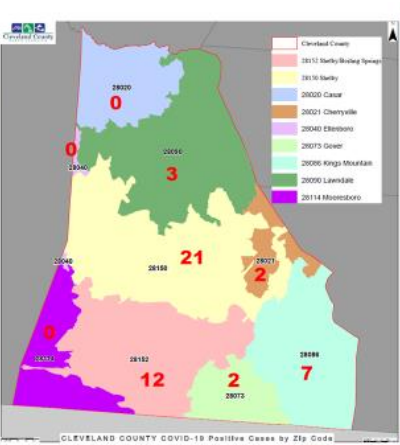 Cleveland County
Cleveland County
28152 Shelby/Boiling Springs
28150 Shelby
28020 Casar
28021 Cherryville
28040 Ellenboro
28073 Gover
28086 Kings Mountain
28090 Lawndale
28114 Mooresboro
28020
0
0
28040
28090
3
28040
28150
21
28021
2
0
28114
28152
12
2
28073
28086
7
CLEVELAND COUNTY COVID-19 Positive Cases by Zip Code